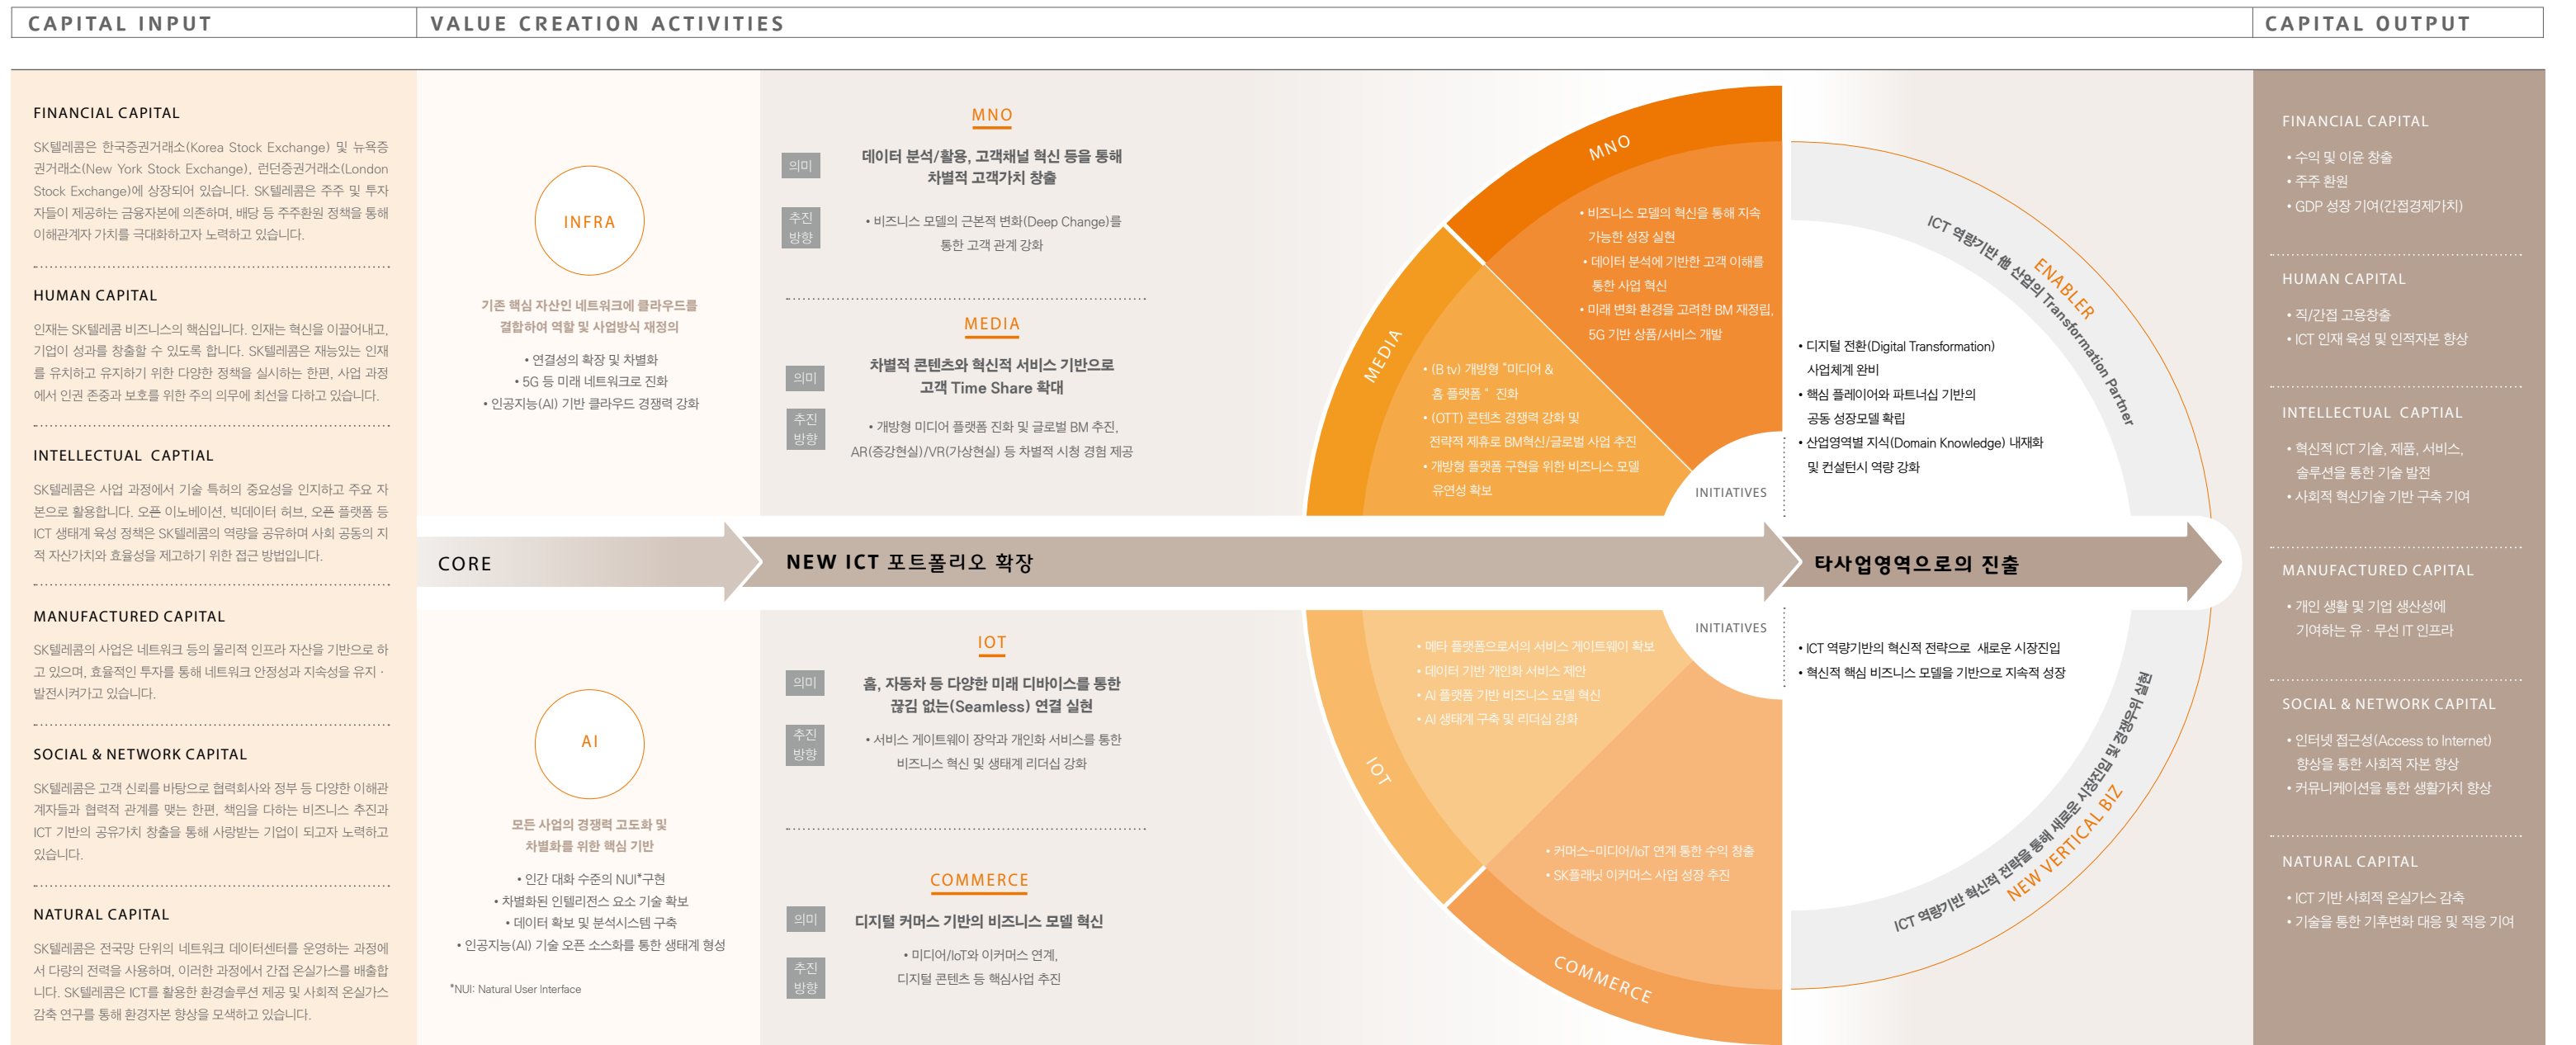 CAPITAL INPUT
VALUE CREATION ACTIVITIES
CAPITAL OUTPUT
FINANCIAL CAPITAL
SK텔레콤은 한국증권거래소(Korea Stock Exchange) 및 뉴욕증
권거래소(New York Stock Exchange), 런던증권거래소(London
Stock Exchange)에 상장되어 있습니다. SK텔레콤은 주주 및 투자
자들이 제공하는 금융자본에 의존하며, 배당 등 주주환원 정책을 통해
이해관계자 가치를 극대화하고자 노력하고 있습니다.
HUMAN CAPITAL
인재는 SK텔레콤 비즈니스의 핵심입니다. 인재는 혁신을 이끌어내고,
기업이 성과를 창출할 수 있도록 합니다. SK텔레콤은 재능있는 인재
를 유치하고 유지하기 위한 다양한 정책을 실시하는 한편, 사업 과정
에서 인권 존중과 보호를 위한 주의 의무에 최선을 다하고 있습니다.
INTELLECTUAL CAPTIAL
SK텔레콤은 사업 과정에서 기술 특허의 중요성을 인지하고 주요 자
본으로 활용합니다. 오픈 이노베이션, 빅데이터 허브, 오픈 플랫폼 등
ICT 생태계 육성 정책은 SK텔레콤의 역량을 공유하며 사회 공동의 지
적 자산가치와 효율성을 제고하기 위한 접근 방법입니다.
MANUFACTURED CAPITAL
SK텔레콤의 사업은 네트워크 등의 물리적 인프라 자산을 기반으로 하
고 있으며, 효율적인 투자를 통해 네트워크 안정성과 지속성을 유지 ·
발전시켜가고 있습니다.
SOCIAL & NETWORK CAPITAL
SK텔레콤은 고객 신뢰를 바탕으로 협력회사와 정부 등 다양한 이해관
계자들과 협력적 관계를 맺는 한편, 책임을 다하는 비즈니스 추진과
ICT 기반의 공유가치 창출을 통해 사랑받는 기업이 되고자 노력하고
있습니다.
NATURAL CAPITAL
SK텔레콤은 전국망 단위의 네트워크 데이터센터를 운영하는 과정에
서 다량의 전력을 사용하며, 이러한 과정에서 간접 온실가스를 배출합
니다. SK텔레콤은 ICT를 활용한 환경솔루션 제공 및 사회적 온실가스
감축 연구를 통해 환경자본 향상을 모색하고 있습니다.
INFRA
기존 핵심 자산인 네트워크에 클라우드를
결합하여 역할 및 사업방식 재정의
• 연결성의 확장 및 차별화
• 5G 등 미래 네트워크로 진화
• 인공지능(AI) 기반 클라우드 경쟁력 강화
CORE
AI
모든 사업의 경쟁력 고도화 및
차별화를 위한 핵심 기반
• 인간 대화 수준의 NUI*구현
• 차별화된 인텔리전스 요소 기술 확보
• 데이터 확보 및 분석시스템 구축
• 인공지능(AI) 기술 오픈 소스화를 통한 생태계 형성
*NUI: Natural User Interface
MNO
의미
데이터 분석/활용, 고객채널 혁신 등을 통해
차별적 고객가치 창출
추진
방향
• 비즈니스 모델의 근본적 변화(Deep Change)를
통한 고객 관계 강화
MEDIA
의미
차별적 콘텐츠와 혁신적 서비스 기반으로
고객 Time Share 확대
추진
방향
• 개방형 미디어 플랫폼 진화 및 글로벌 BM 추진,
AR(증강현실)/VR(가상현실) 등 차별적 시청 경험 제공
NEW ICT 포트폴리오 확장
IOT
의미
홈, 자동차 등 다양한 미래 디바이스를 통한
끊김 없는(Seamless) 연결 실현
추진
방향
• 서비스 게이트웨이 장악과 개인화 서비스를 통한
비즈니스 혁신 및 생태계 리더십 강화
COMMERCE
의미
디지털 커머스 기반의 비즈니스 모델 혁신
추진
방향
• 미디어/IoT와 이커머스 연계,
디지털 콘텐츠 등 핵심사업 추진
MNO
• 비즈니스 모델의 혁신을 통해 지속
가능한 성장 실현
• 데이터 분석에 기반한 고객 이해를
통한 사업 혁신
• 미래 변화 환경을 고려한 BM 재정립,
5G 기반 상품/서비스 개발
MEDIA
• (B tv) 개방형 "미디어 &
홈 플랫폼 " 진화
• (OTT) 콘텐츠 경쟁력 강화 및
전략적 제휴로 BM혁신/글로벌 사업 추진
• 개방형 플랫폼 구현을 위한 비즈니스 모델
유연성 확보
INITIATIVES
INITIATIVES
IOT
• 메타 플랫폼으로서의 서비스 게이트웨이 확보
• 데이터 기반 개인화 서비스 제안
• AI 플랫폼 기반 비즈니스 모델 혁신
• AI 생태계 구축 및 리더십 강화
COMMERCE
• 커머스-미디어/IoT 연계 통한 수익 창출
• SK플래닛 이커머스 사업 성장 추진
ENABLER
ICT 역량기반 他 산업의 Transformation Partner
• 디지털 전환(Digital Transformation)
사업체계 완비
• 핵심 플레이어와 파트너십 기반의
공동 성장모델 확립
• 산업영역별 지식(Domain Knowledge) 내재화
및 컨설턴시 역량 강화
타사업영역으로의 진출
• ICT 역량기반의 혁신적 전략으로 새로운 시장진입
• 혁신적 핵심 비즈니스 모델을 기반으로 지속적 성장
ICT 역량기반 혁신적 전략을 통해 새로운 시장진입 및 경쟁우위 실현
NEW VERTICAL BIZ
FINANCIAL CAPITAL
• 수익 및 이윤 창출
• 주주 환원
• GDP 성장 기여(간접경제가치)
HUMAN CAPITAL
• 직/간접 고용창출
• ICT 인재 육성 및 인적자본 향상
INTELLECTUAL CAPTIAL
• 혁신적 ICT 기술, 제품, 서비스,
솔루션을 통한 기술 발전
• 사회적 혁신기술 기반 구축 기여
MANUFACTURED CAPITAL
• 개인 생활 및 기업 생산성에
기여하는 유 · 무선 IT 인프라
SOCIAL & NETWORK CAPITAL
• 인터넷 접근성(Access to Internet)
향상을 통한 사회적 자본 향상
• 커뮤니케이션을 통한 생활가치 향상
NATURAL CAPITAL
• ICT 기반 사회적 온실가스 감축
• 기술을 통한 기후변화 대응 및 적응 기여